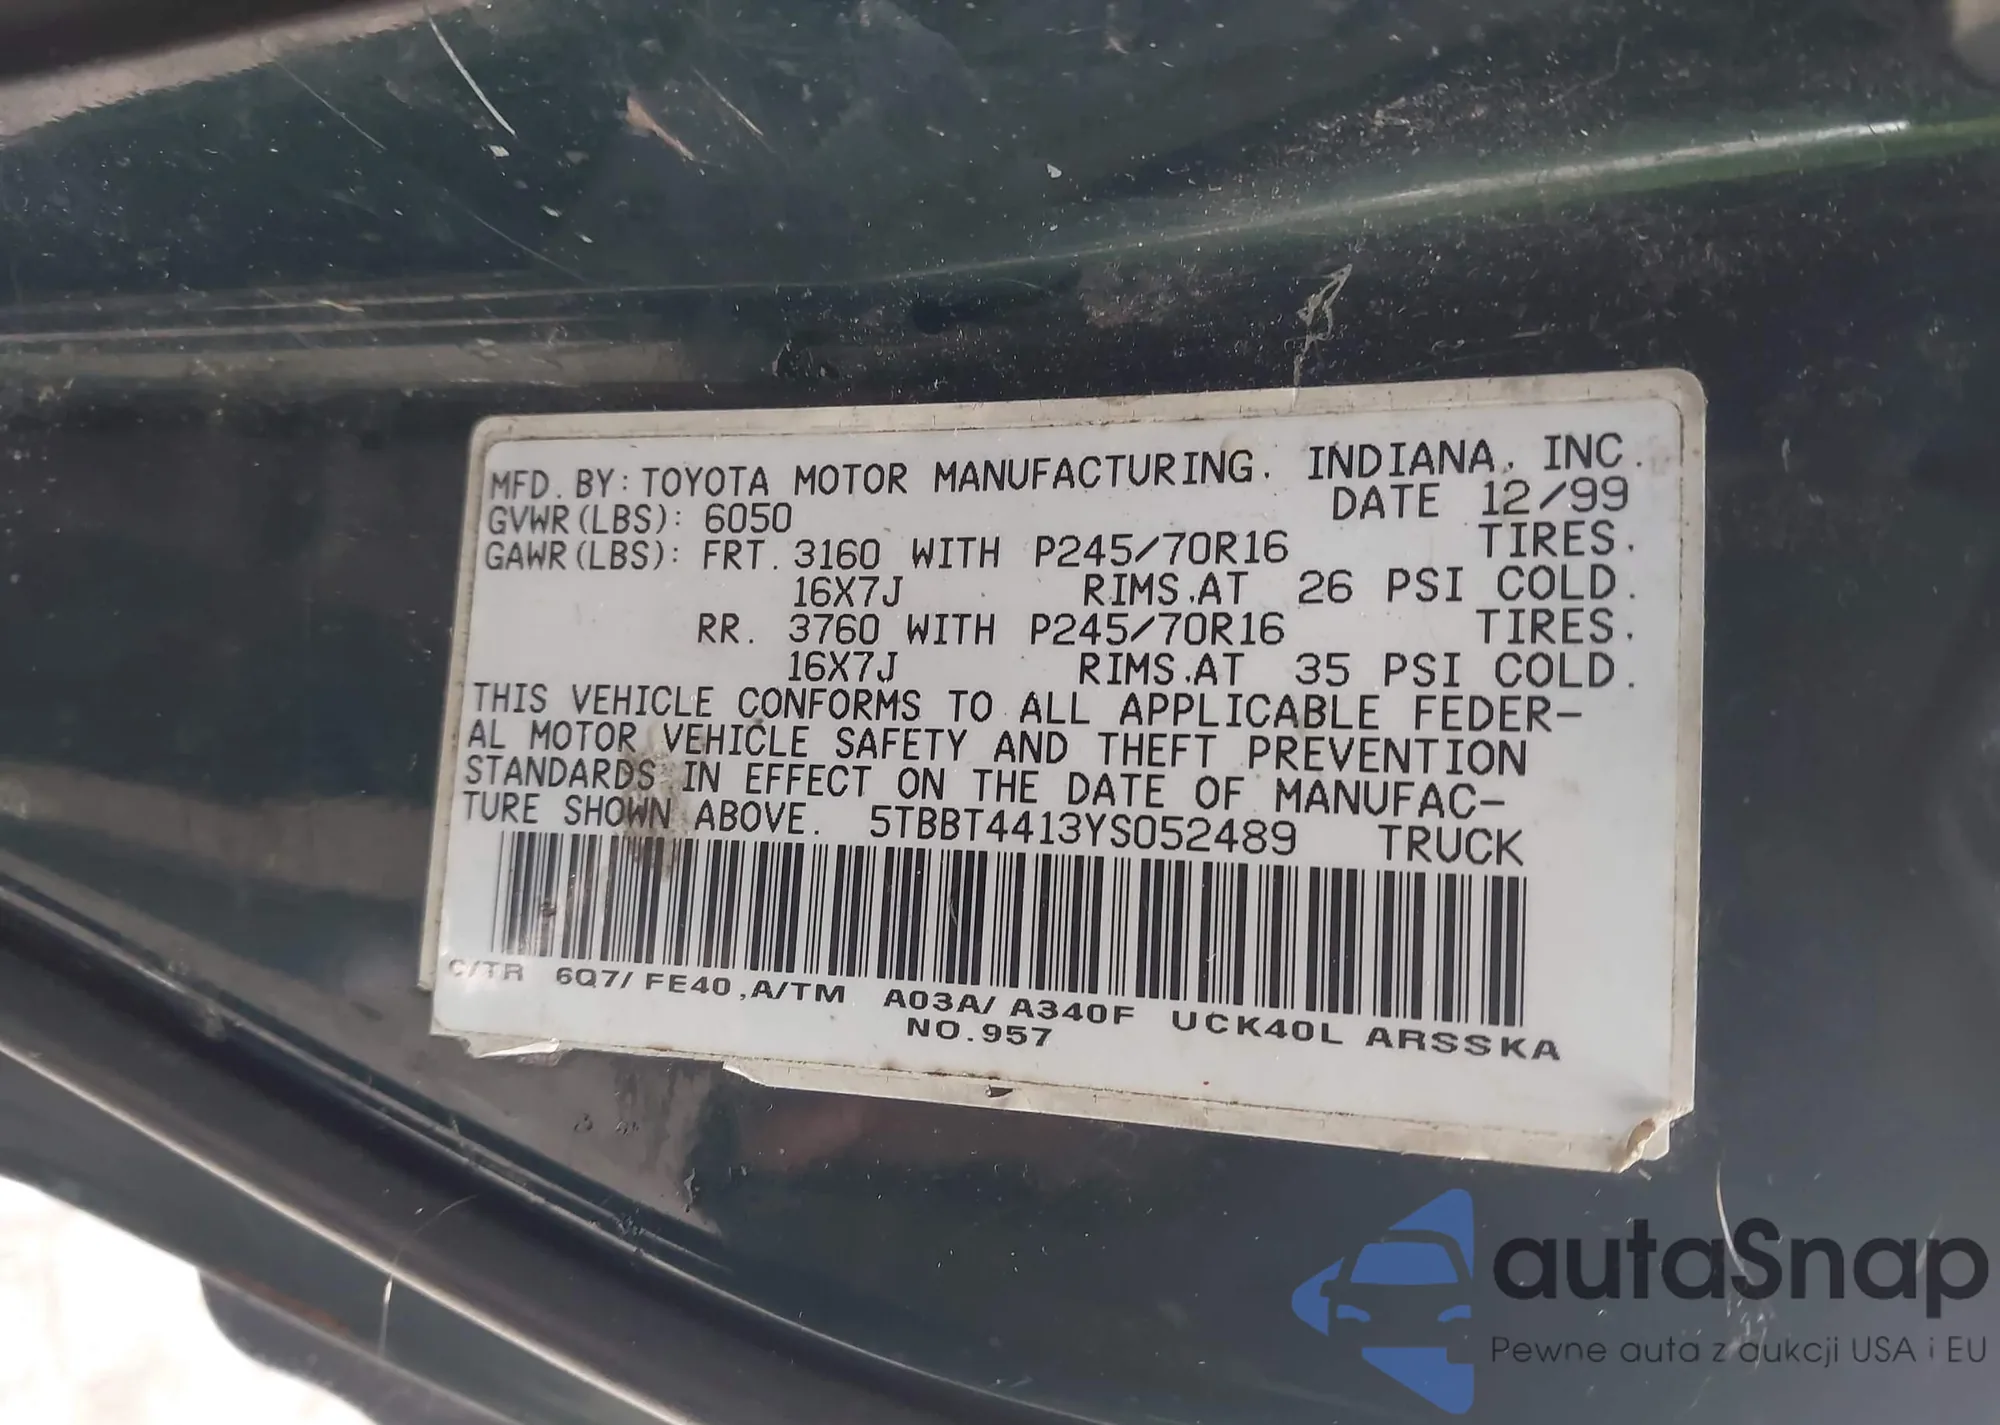 MFD. BY: TOYOTA MOTOR MANUFACTURING, INDIANA, INC.
DATE 12/99
GVWR(LBS): 6050
GAWR(LBS): FRT. 3160 WITH P245/70R16 TIRES.
16X7J RIMS.AT 26 PSI COLD.
RR. 3760 WITH P245/70R16 TIRES.
16X7J RIMS.AT 35 PSI COLD.
THIS VEHICLE CONFORMS TO ALL APPLICABLE FEDER-
AL MOTOR VEHICLE SAFETY AND THEFT PREVENTION
STANDARDS IN EFFECT ON THE DATE OF MANUFAC-
TURE SHOWN ABOVE. 5TBBT4413YS052489 TRUCK
C/TR 6Q7/ FE40,A/TM A03A/ A340F UCK40L ARSSKA
NO.957
autaSnap
Pewne auta z aukcji USA i EU